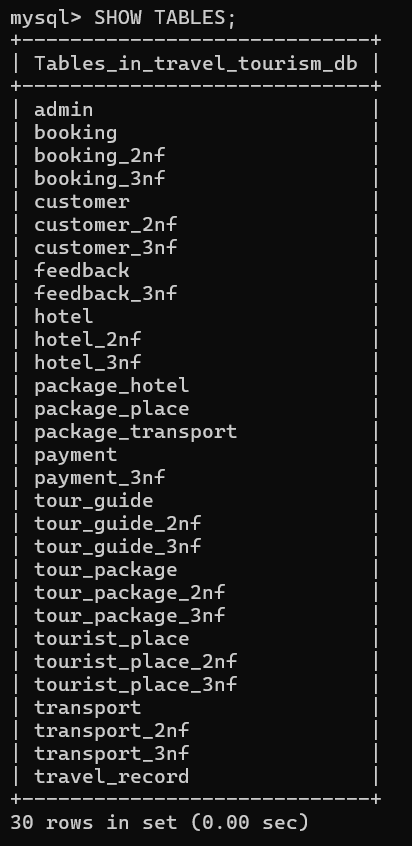 mysql> SHOW TABLES;
+-----------------------------+
| Tables_in_travel_tourism_db |
+-----------------------------+
| admin                       |
| booking                     |
| booking_2nf                 |
| booking_3nf                 |
| customer                    |
| customer_2nf                |
| customer_3nf                |
| feedback                    |
| feedback_3nf                |
| hotel                       |
| hotel_2nf                   |
| hotel_3nf                   |
| package_hotel               |
| package_place               |
| package_transport           |
| payment                     |
| payment_3nf                 |
| tour_guide                  |
| tour_guide_2nf              |
| tour_guide_3nf              |
| tour_package                |
| tour_package_2nf            |
| tour_package_3nf            |
| tourist_place               |
| tourist_place_2nf           |
| tourist_place_3nf           |
| transport                   |
| transport_2nf               |
| transport_3nf               |
| travel_record               |
+-----------------------------+
30 rows in set (0.00 sec)